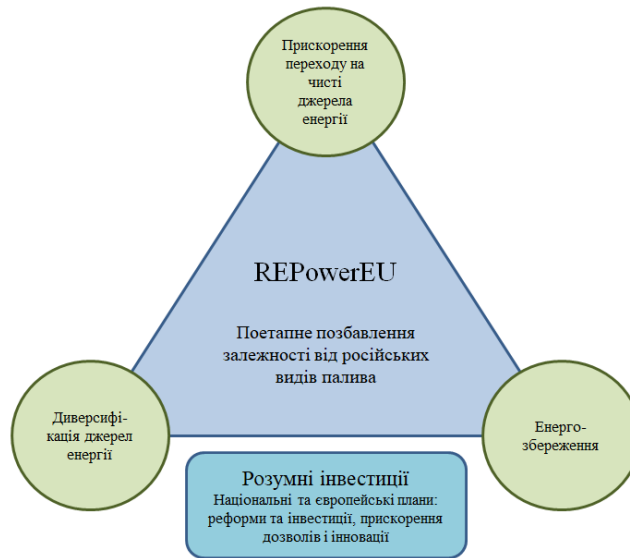 Прискорення
переходу на
чисті
джерела
енергії
REPowerEU
Поетапне позбавлення
залежності від російських
видів палива
Диверсифі-
кація джерел
енергії
Енерго-
збереження
Розумні інвестиції
Національні та європейські плани:
реформи та інвестиції, прискорення
дозволів і інновації